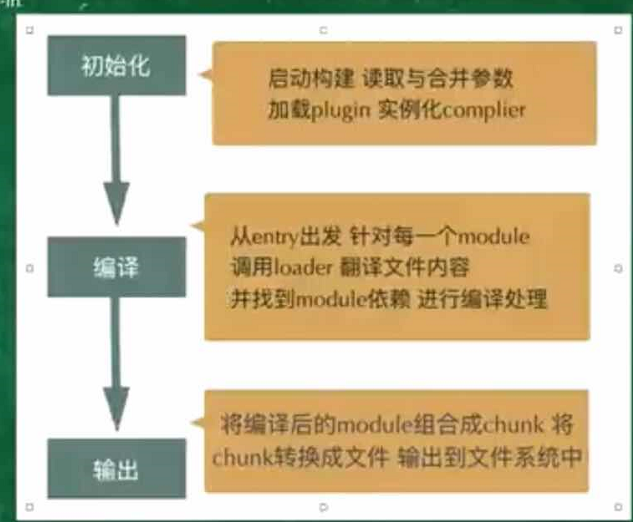 初始化
启动构建 读取与合并参数
加载plugin 实例化complier
编译
从entry出发 针对每一个module
调用loader 翻译文件内容
并找到module依赖 进行编译处理
输出
将编译后的module组合成chunk 将
chunk转换成文件 输出到文件系统中